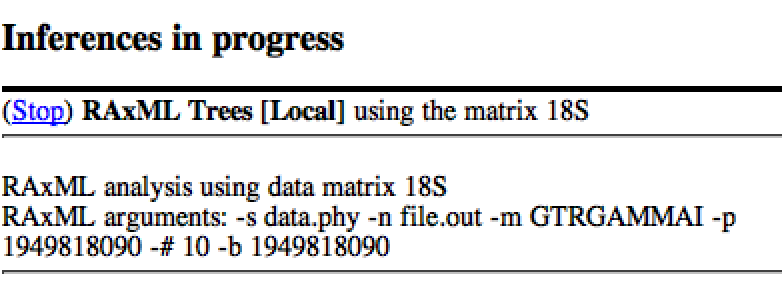 Inferences in progress
(Stop) RAxML Trees [Local] using the matrix 18S
RAxML analysis using data matrix 18S
RAxML arguments: -s data.phy -n file.out -m GTRGAMMAI -p
1949818090 -# 10 -b 1949818090